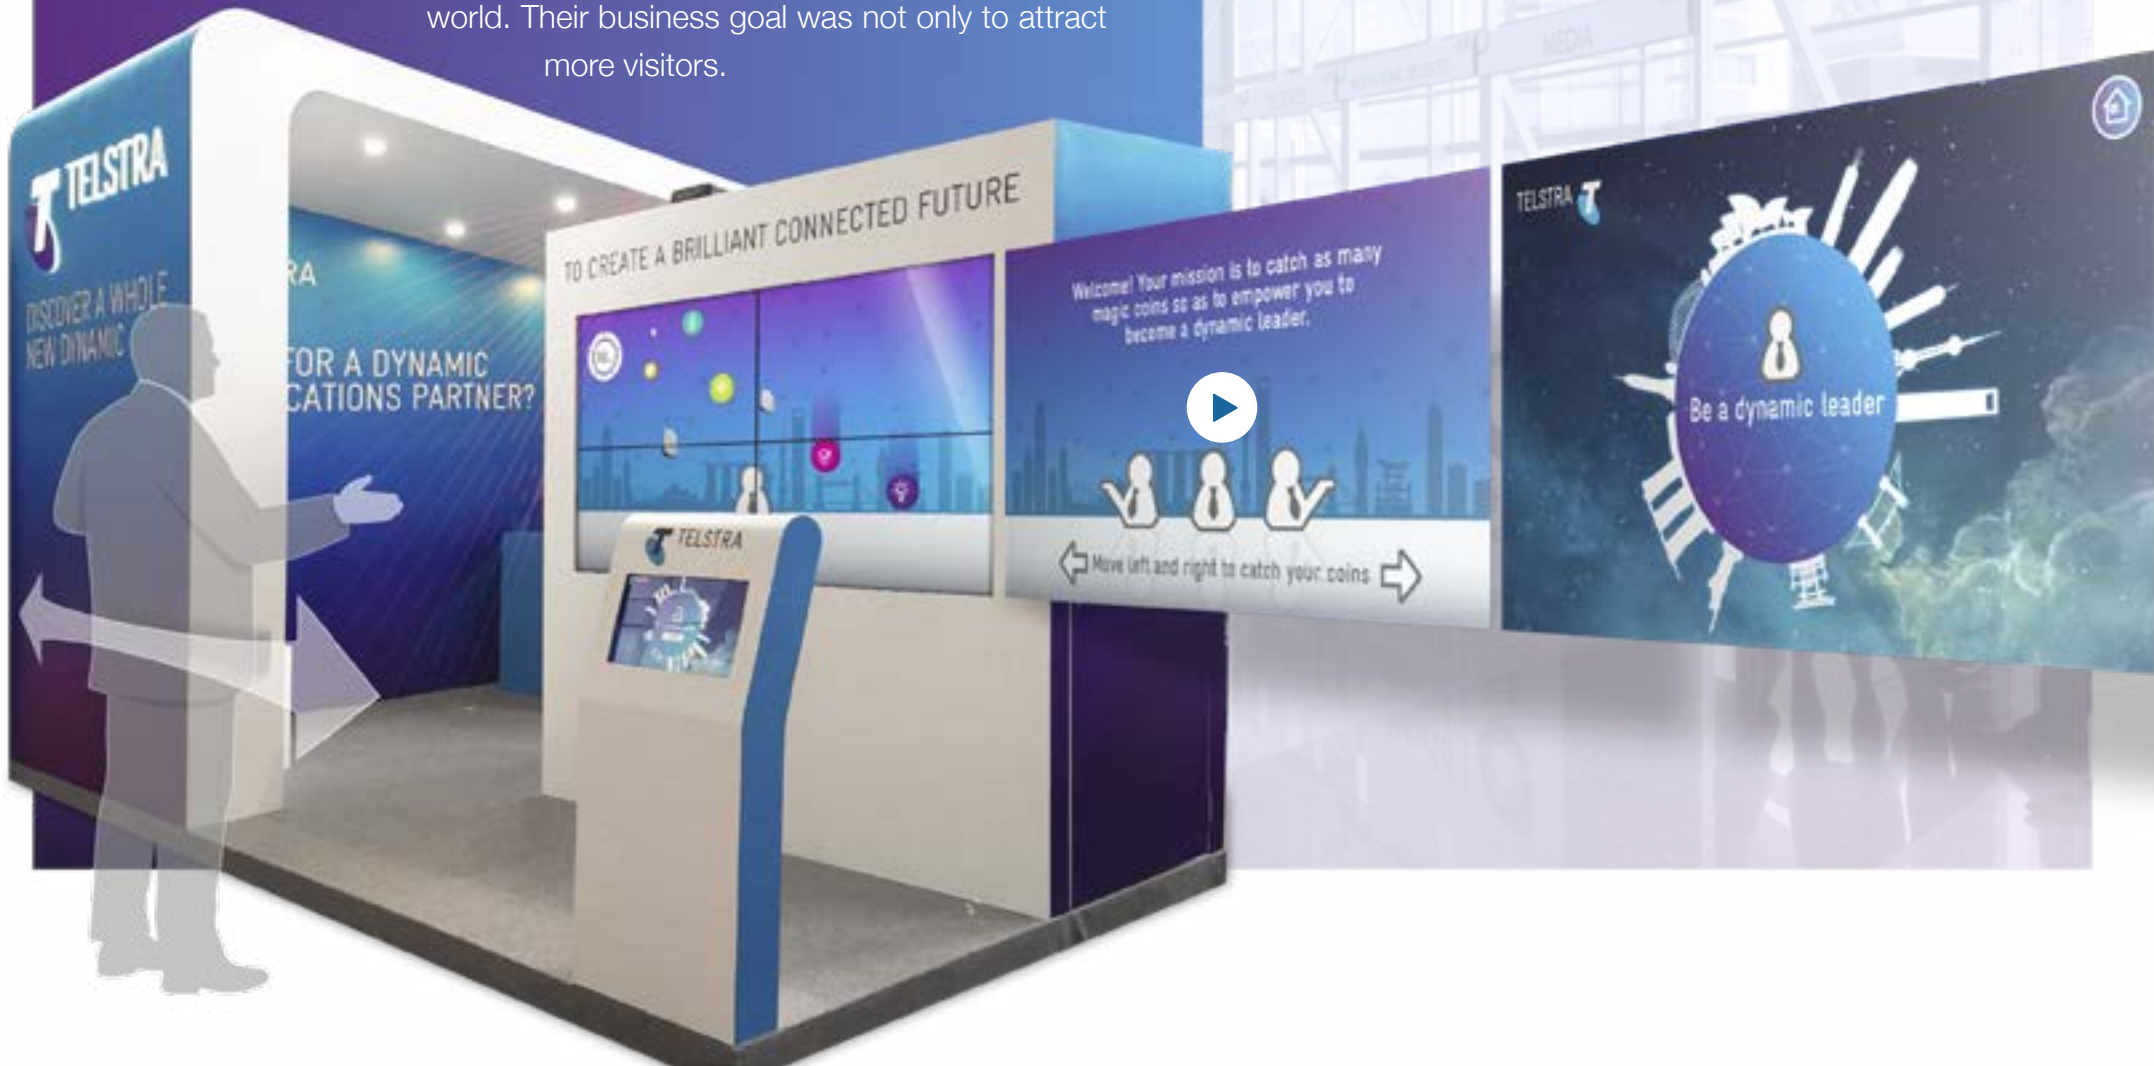 world. Their business goal was not only to attract
more visitors.
TELSTRA
DISCOVER A WHOLE
NEW DYNAMIC
RA
FOR A DYNAMIC
CATIONS PARTNER?
TO CREATE A BRILLIANT CONNECTED FUTURE
TELSTRA
Welcome! Your mission is to catch as many
magic coins so as to empower you to
become a dynamic leader.
Move left and right to catch your coins
TELSTRA
Be a dynamic leader
MEDIA